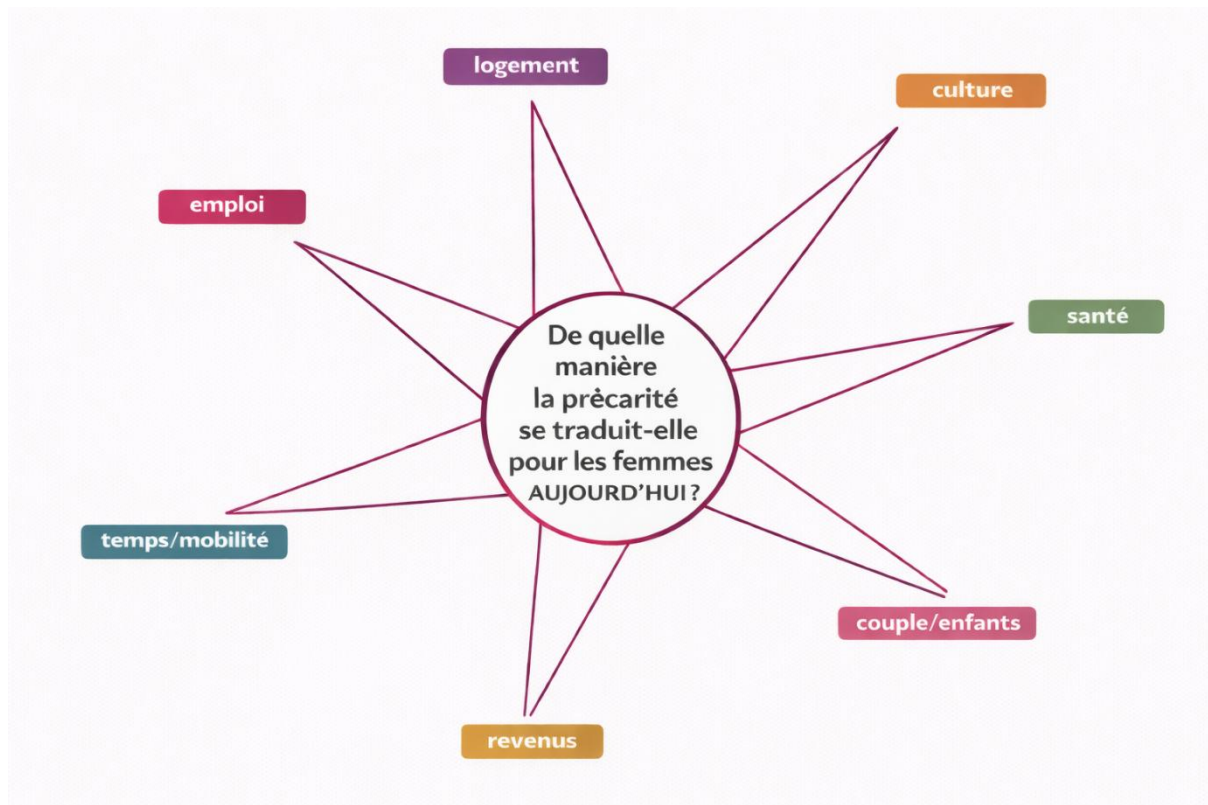 logement
culture
emploi
santé
De quelle
manière
la prècarité
se traduit-elle
pour les femmes
AUJOURD'HUI ?
temps/mobilité
couple/enfants
revenus